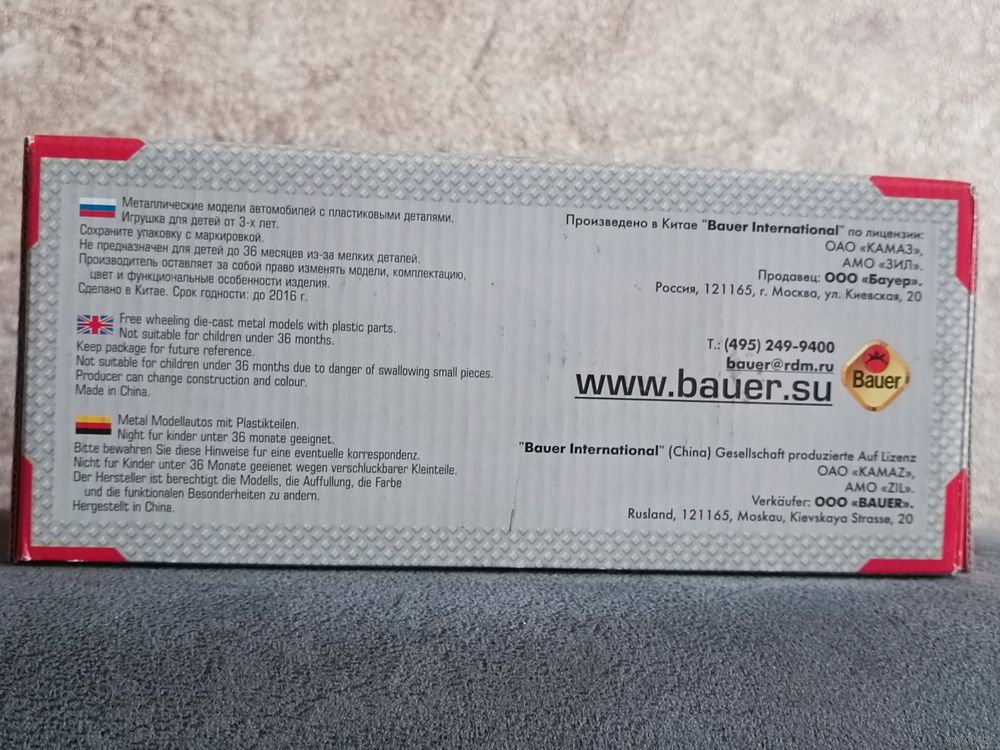 Металлические модели автомобилей с пластиковыми деталями.
Игрушка для детей от 3-х лет.
Сохраните упаковку с маркировкой.
Не предназначен для детей до 36 месяцев из-за мелких деталей.
Производитель оставляет за собой право изменять модели, комплектацию,
цвет и функциональные особенности изделия.
Сделано в Китае. Срок годности: до 2016 г.
Free wheeling die-cast metal models with plastic parts.
Not suitable for children under 36 months.
Keep package for future reference.
Not suitable for children under 36 months due to danger of swallowing small pieces.
Producer can change construction and colour.
Made in China.
Metal Modellautos mit Plastikteilen.
Night fur kinder unter 36 monate geeignet.
Bitte bewahren Sie diese Hinweise fur eine eventuelle korrespondenz.
Nicht fur Kinder unter 36 Monate geeienet wegen verschluckbarer Kleinteile.
Der Hersteller ist berechtigt die Modells, die Auffullung, die Farbe
und die funktionalen Besonderheiten zu andern.
Hergestellt in China.
Произведено в Китае "Bauer International" по лицензии:
ОАО «КАМАЗ»,
АМО «ЗИЛ».
Продавец: ООО «Бауер».
Россия, 121165, г. Москва, ул. Киевская, 20
Т.: (495) 249-9400
bauer@rdm.ru
www.bauer.su
Bauer
"Bauer International" (China) Gesellschaft produzierte Auf Lizenz
OAO «KAMAZ»,
AMO «ZIL».
Verkäufer: OOO «BAUER».
Rusland, 121165, Moskau, Kievskaya Strasse, 20